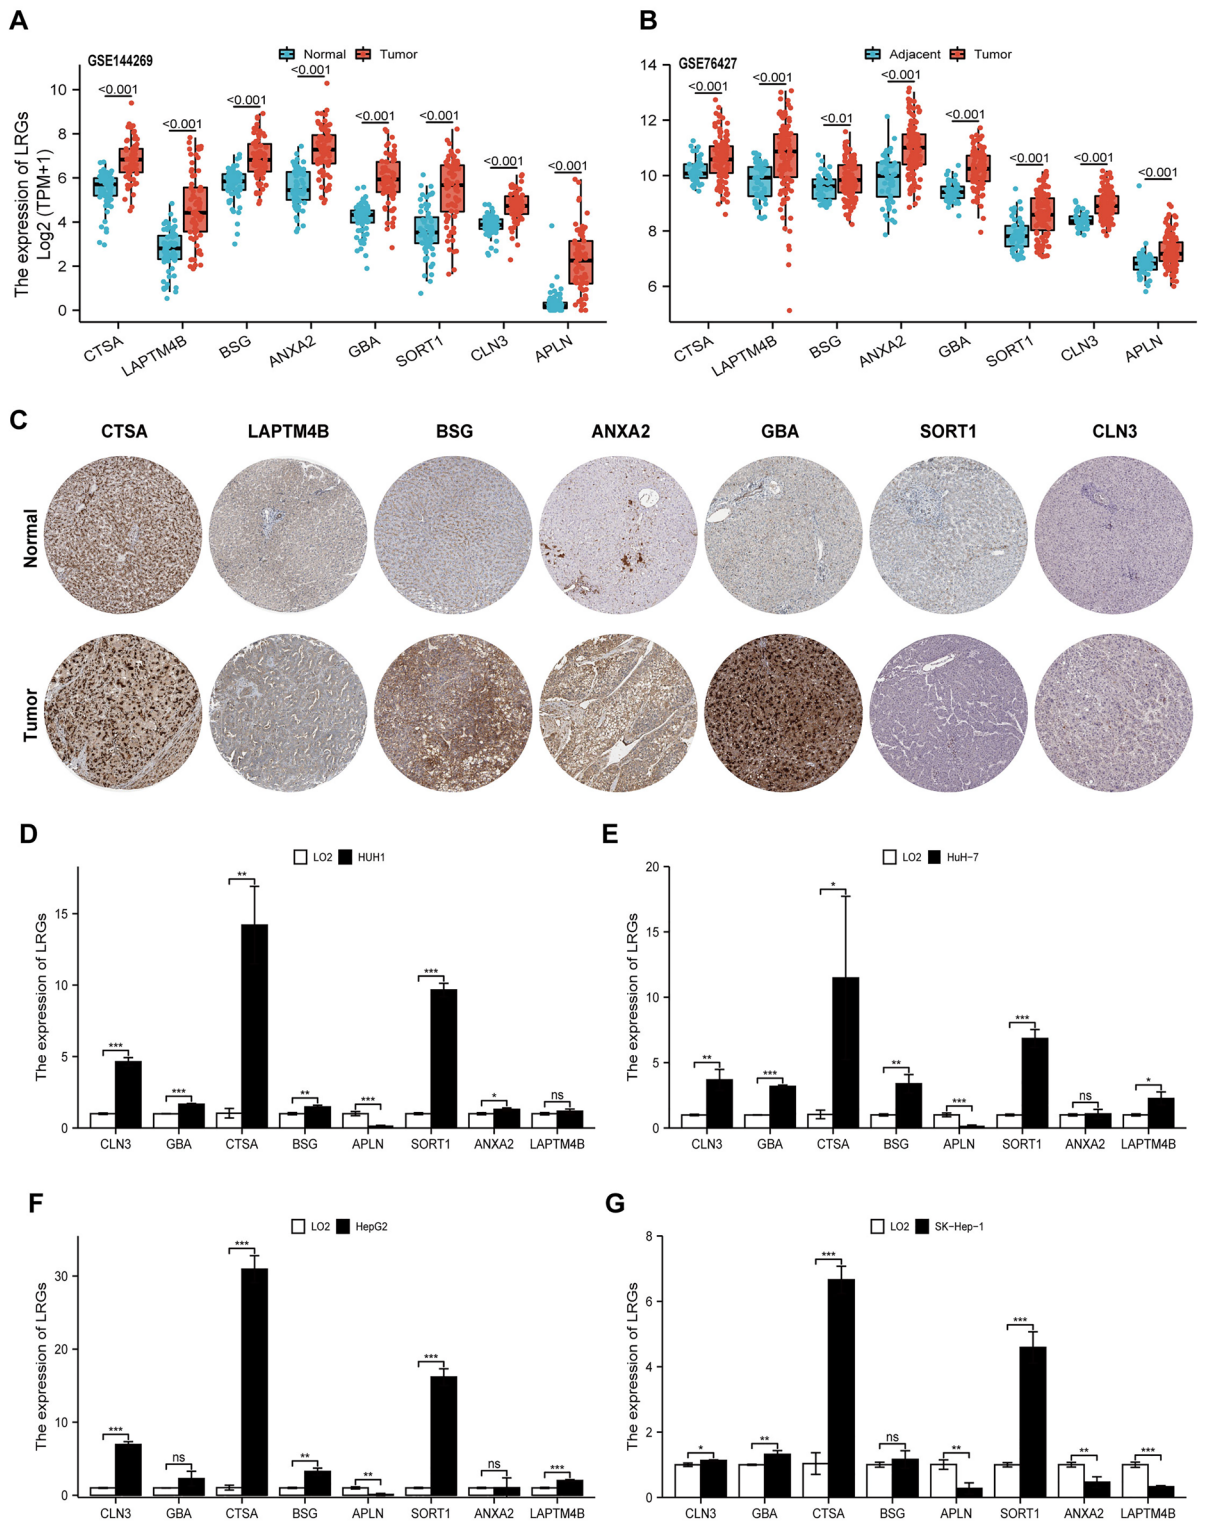 A
GSE144269
Normal Tumor
The expression of LRGs
Log2 (TPM+1)
10
8
6
4
2
0
<0.001
<0.001
<0.001
<0.001
<0.001
<0.001
<0.001
<0.001
CTSA
LAPTM4B
BSG
ANXA2
GBA
SORT1
CLN3
APLN
B
GSE76427
Adjacent Tumor
14
12
10
8
6
<0.001
<0.001
<0.01
<0.001
<0.001
<0.001
<0.001
<0.001
CTSA
LAPTM4B
BSG
ANXA2
GBA
SORT1
CLN3
APLN
C
CTSA LAPTM4B BSG ANXA2 GBA SORT1 CLN3
Normal
Tumor
D
LO2 HUH1
The expression of LRGs
15
10
5
0
*** *** ** ** *** *** * ns
CLN3 GBA CTSA BSG APLN SORT1 ANXA2 LAPTM4B
E
LO2 HuH-7
The expression of LRGs
20
15
10
5
0
** *** * ** *** *** ns *
CLN3 GBA CTSA BSG APLN SORT1 ANXA2 LAPTM4B
F
LO2 HepG2
The expression of LRGs
30
20
10
0
*** ns *** ** ** *** ns ***
CLN3 GBA CTSA BSG APLN SORT1 ANXA2 LAPTM4B
G
LO2 SK-Hep-1
The expression of LRGs
8
6
4
2
0
* ** *** ns ** *** ** ***
CLN3 GBA CTSA BSG APLN SORT1 ANXA2 LAPTM4B